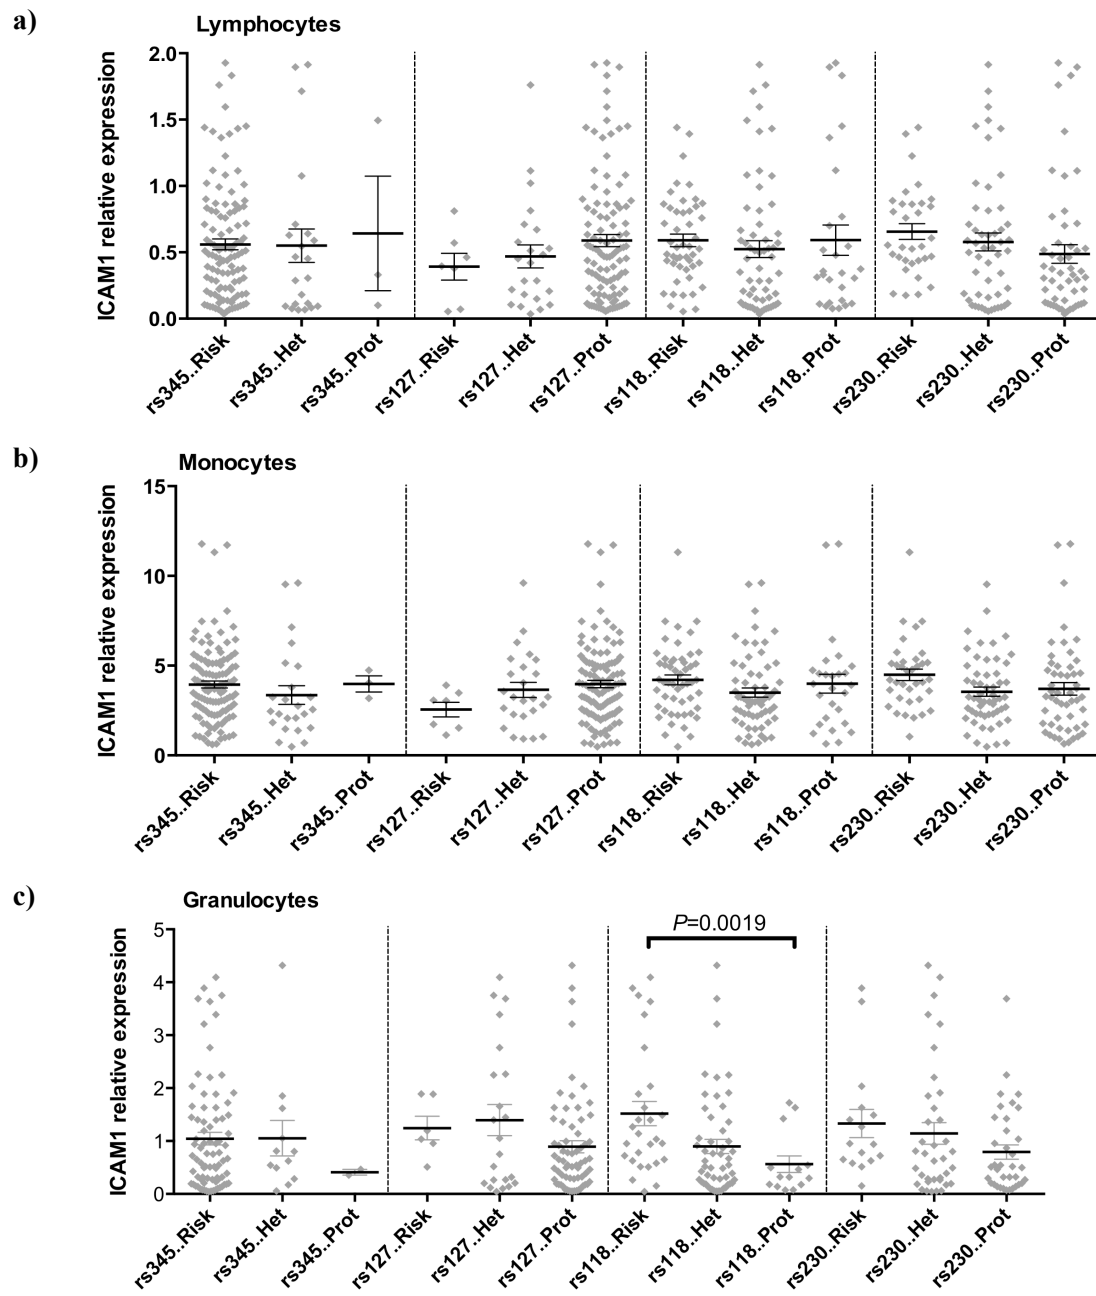 a)
Lymphocytes
ICAM1 relative expression
2.0
1.5
1.0
0.5
0.0
rs345..Risk
rs345..Het
rs345..Prot
rs127..Risk
rs127..Het
rs127..Prot
rs118..Risk
rs118..Het
rs118..Prot
rs230..Risk
rs230..Het
rs230..Prot
b)
Monocytes
ICAM1 relative expression
15
10
5
0
rs345..Risk
rs345..Het
rs345..Prot
rs127..Risk
rs127..Het
rs127..Prot
rs118..Risk
rs118..Het
rs118..Prot
rs230..Risk
rs230..Het
rs230..Prot
c)
Granulocytes
ICAM1 relative expression
P=0.0019
5
4
3
2
1
0
rs345..Risk
rs345..Het
rs345..Prot
rs127..Risk
rs127..Het
rs127..Prot
rs118..Risk
rs118..Het
rs118..Prot
rs230..Risk
rs230..Het
rs230..Prot